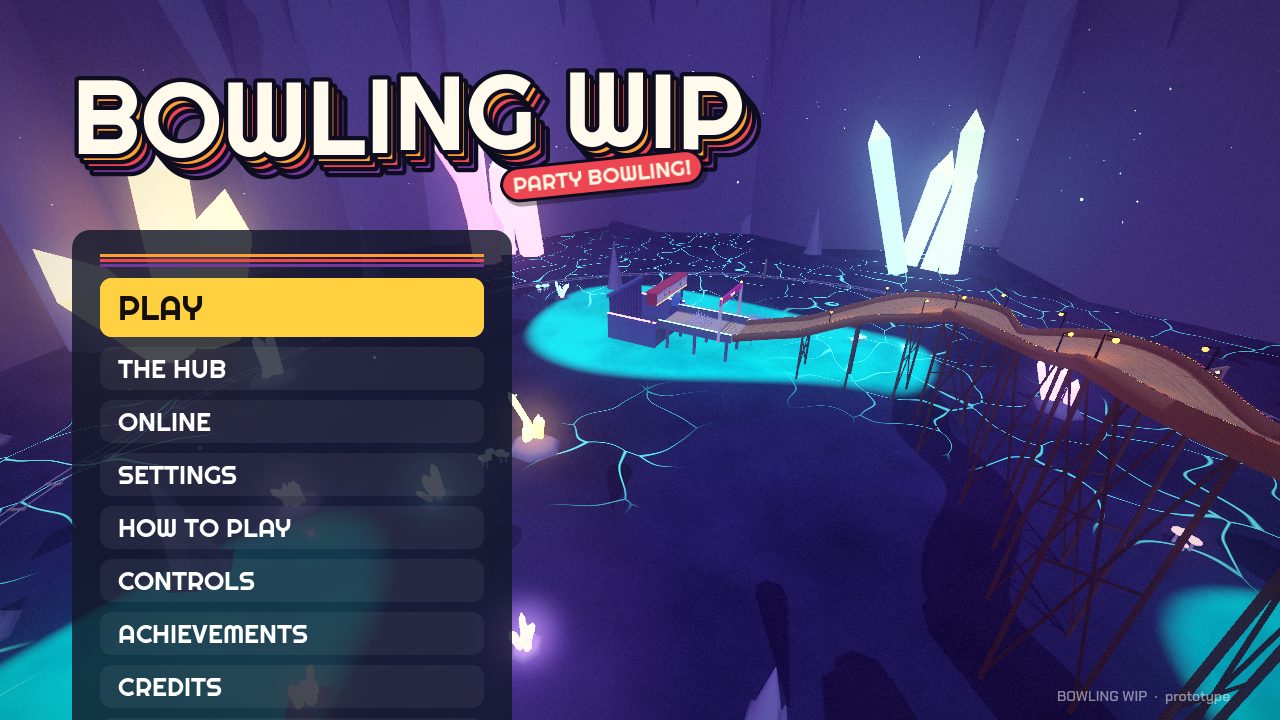 BOWLING WIP
PARTY BOWLING!
PLAY
THE HUB
ONLINE
SETTINGS
HOW TO PLAY
CONTROLS
ACHIEVEMENTS
CREDITS
BOWLING WIP · prototype